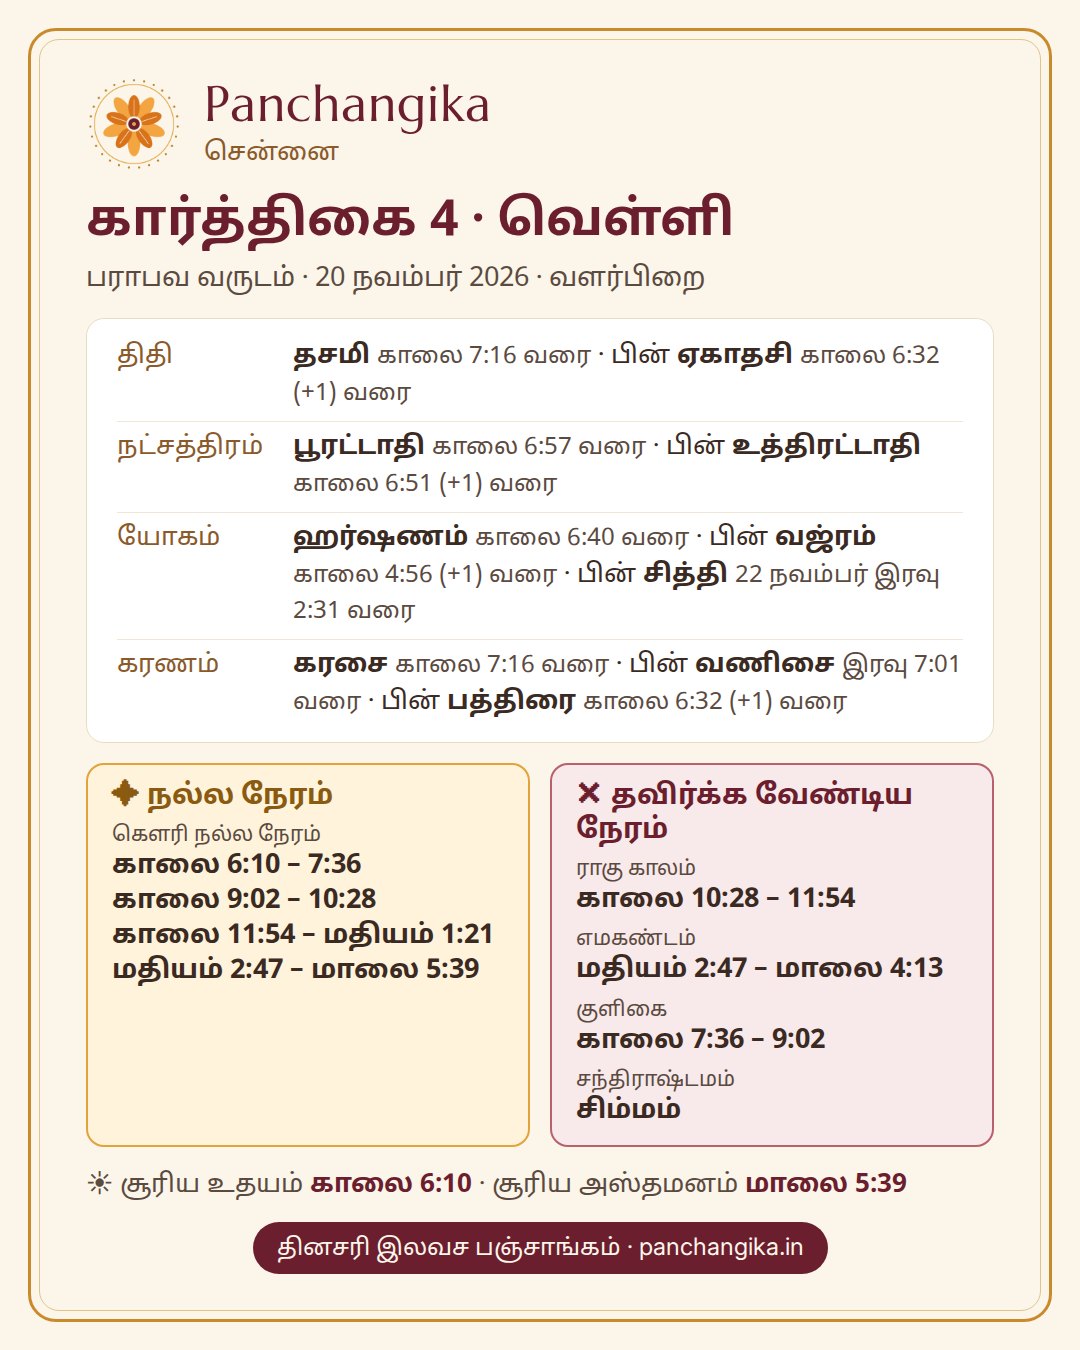 Panchangika
சென்னை
கார்த்திகை 4 · வெள்ளி
பராபவ வருடம் · 20 நவம்பர் 2026 · வளர்பிறை
திதி
தசமி காலை 7:16 வரை · பின் ஏகாதசி காலை 6:32
(+1) வரை
நட்சத்திரம்
பூரட்டாதி காலை 6:57 வரை · பின் உத்திரட்டாதி
காலை 6:51 (+1) வரை
யோகம்
ஹர்ஷணம் காலை 6:40 வரை · பின் வஜ்ரம்
காலை 4:56 (+1) வரை · பின் சித்தி 22 நவம்பர் இரவு
2:31 வரை
கரணம்
கரசை காலை 7:16 வரை · பின் வணிசை இரவு 7:01
வரை · பின் பத்திரை காலை 6:32 (+1) வரை
✦ நல்ல நேரம்
கௌரி நல்ல நேரம்
காலை 6:10 – 7:36
காலை 9:02 – 10:28
காலை 11:54 – மதியம் 1:21
மதியம் 2:47 – மாலை 5:39
✖ தவிர்க்க வேண்டிய
நேரம்
ராகு காலம்
காலை 10:28 – 11:54
எமகண்டம்
மதியம் 2:47 – மாலை 4:13
குளிகை
காலை 7:36 – 9:02
சந்திராஷ்டமம்
சிம்மம்
☀ சூரிய உதயம் காலை 6:10 · சூரிய அஸ்தமனம் மாலை 5:39
தினசரி இலவச பஞ்சாங்கம் · panchangika.in